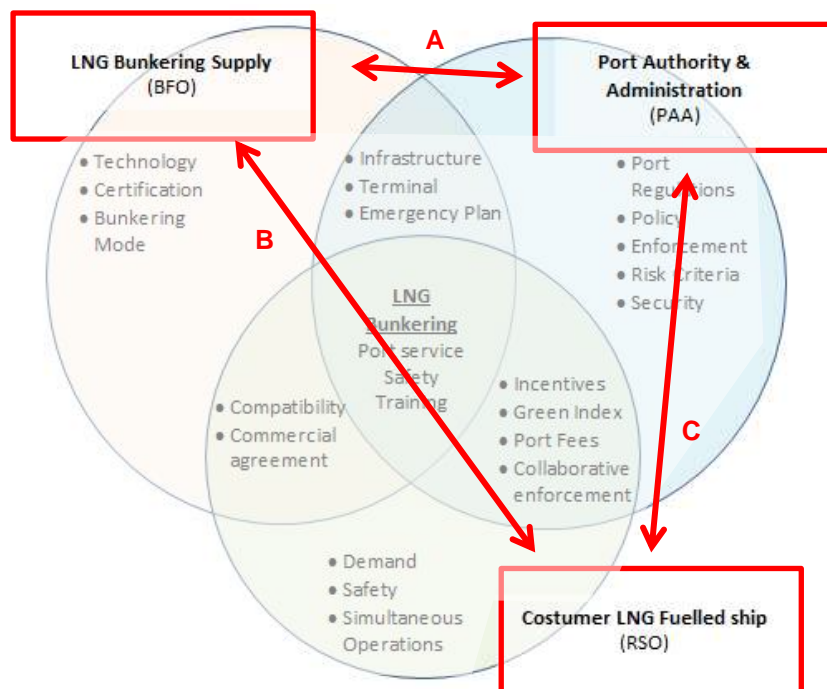 A
LNG Bunkering Supply
(BFO)
Port Authority &
Administration
(PAA)
• Technology
• Certification
• Bunkering
Mode
• Infrastructure
• Terminal
• Emergency Plan
• Port
Regulations
• Policy
• Enforcement
• Risk Criteria
• Security
B
LNG
Bunkering
Port service
Safety
Training
• Compatibility
• Commercial
agreement
• Incentives
• Green Index
• Port Fees
• Collaborative
enforcement
C
• Demand
• Safety
• Simultaneous
Operations
Costumer LNG Fuelled ship
(RSO)